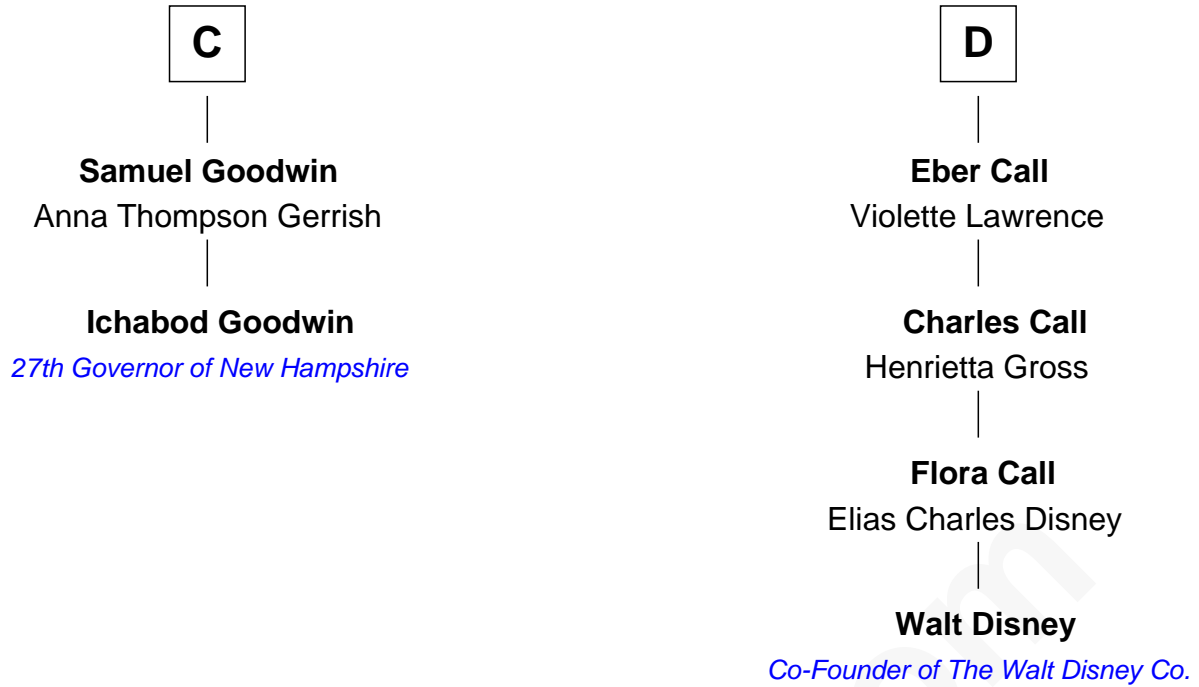 C
Samuel Goodwin
Anna Thompson Gerrish
Ichabod Goodwin
27th Governor of New Hampshire
D
Eber Call
Violette Lawrence
Charles Call
Henrietta Gross
Flora Call
Elias Charles Disney
Walt Disney
Co-Founder of The Walt Disney Co.